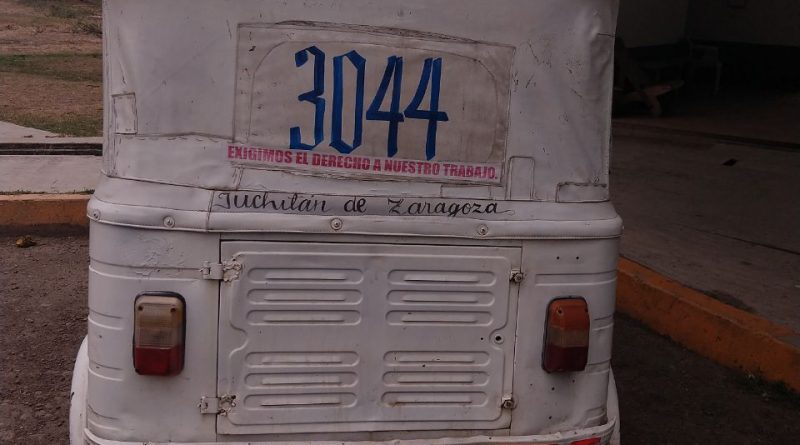 3044
EXIGIMOS EL DERECHO A NUESTRO TRABAJO.
Juchitán de Zaragoza